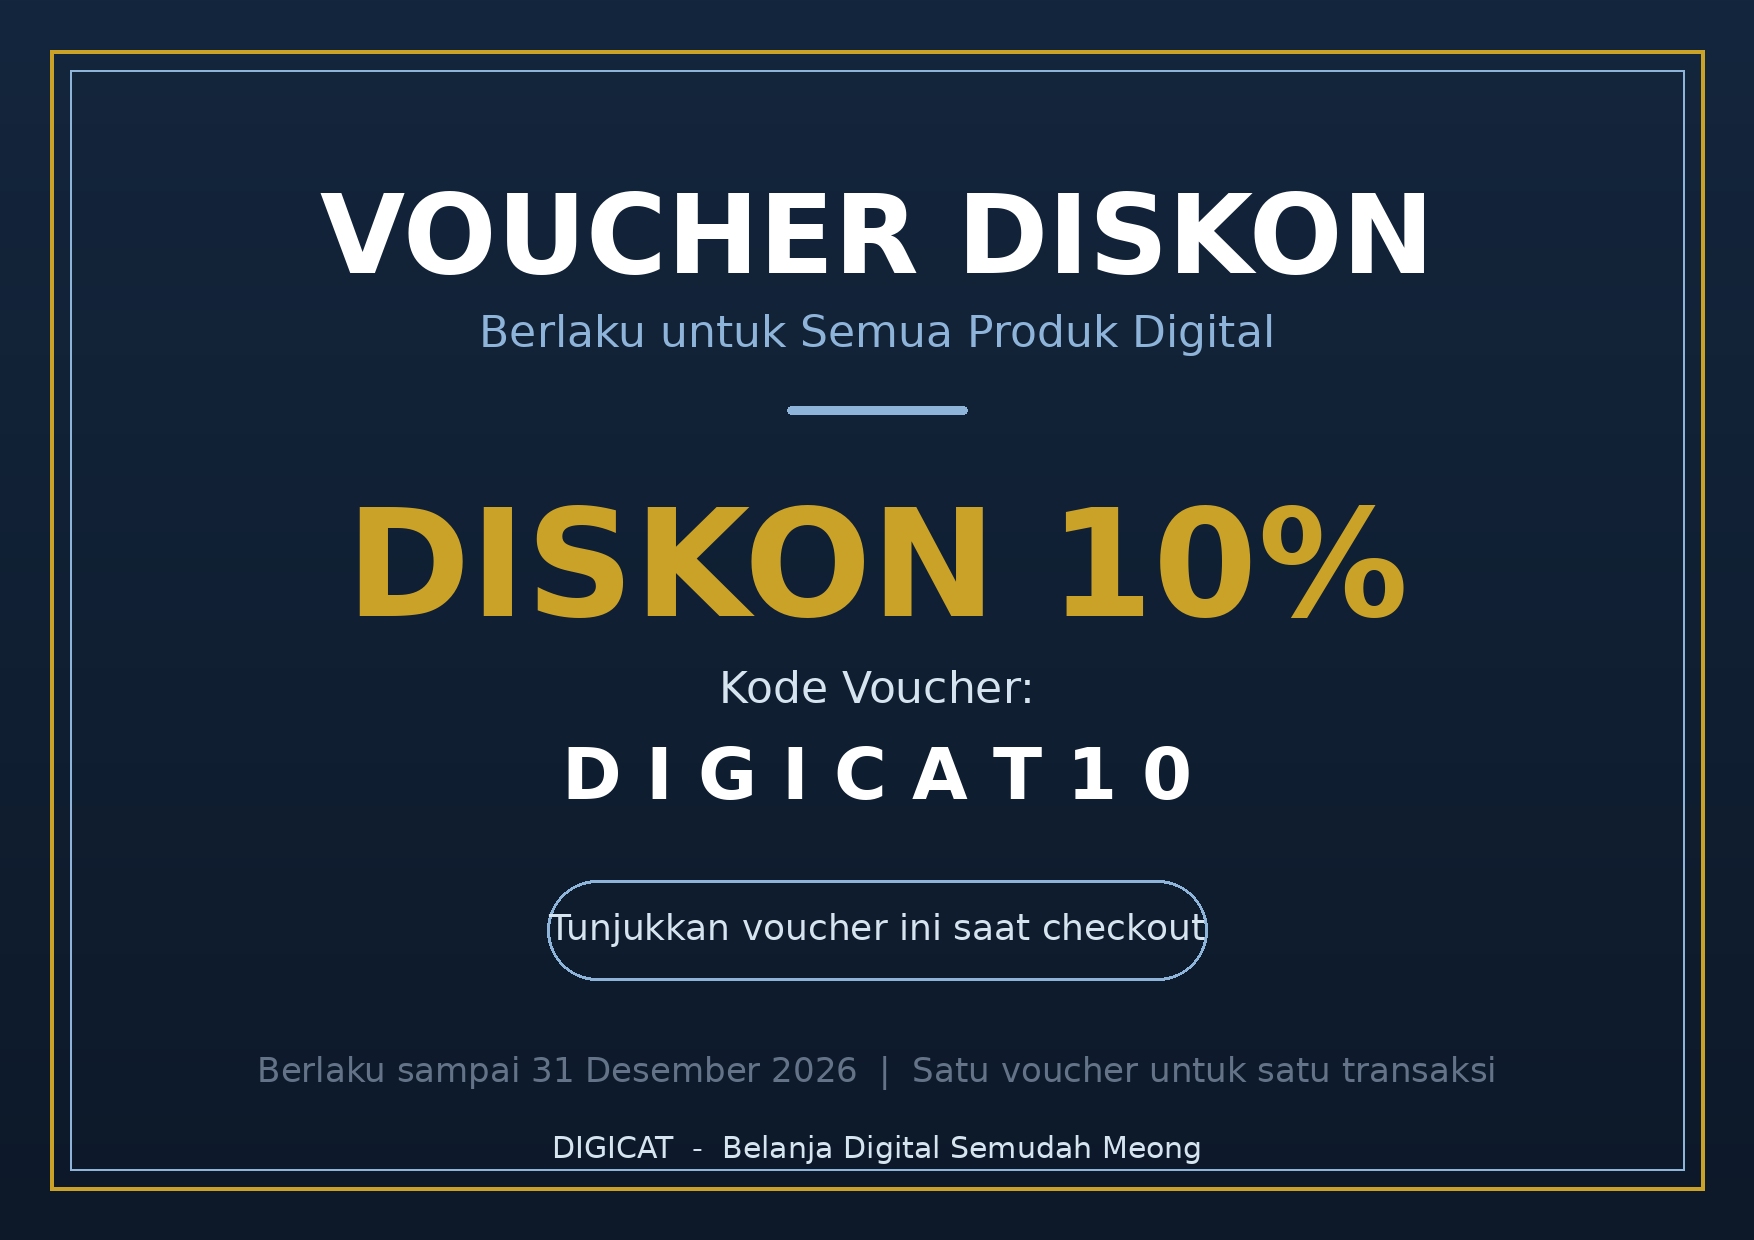 VOUCHER DISKON
Berlaku untuk Semua Produk Digital
DISKON 10%
Kode Voucher:
D I G I C A T 1 0
Tunjukkan voucher ini saat checkout
Berlaku sampai 31 Desember 2026 | Satu voucher untuk satu transaksi
DIGICAT - Belanja Digital Semudah Meong